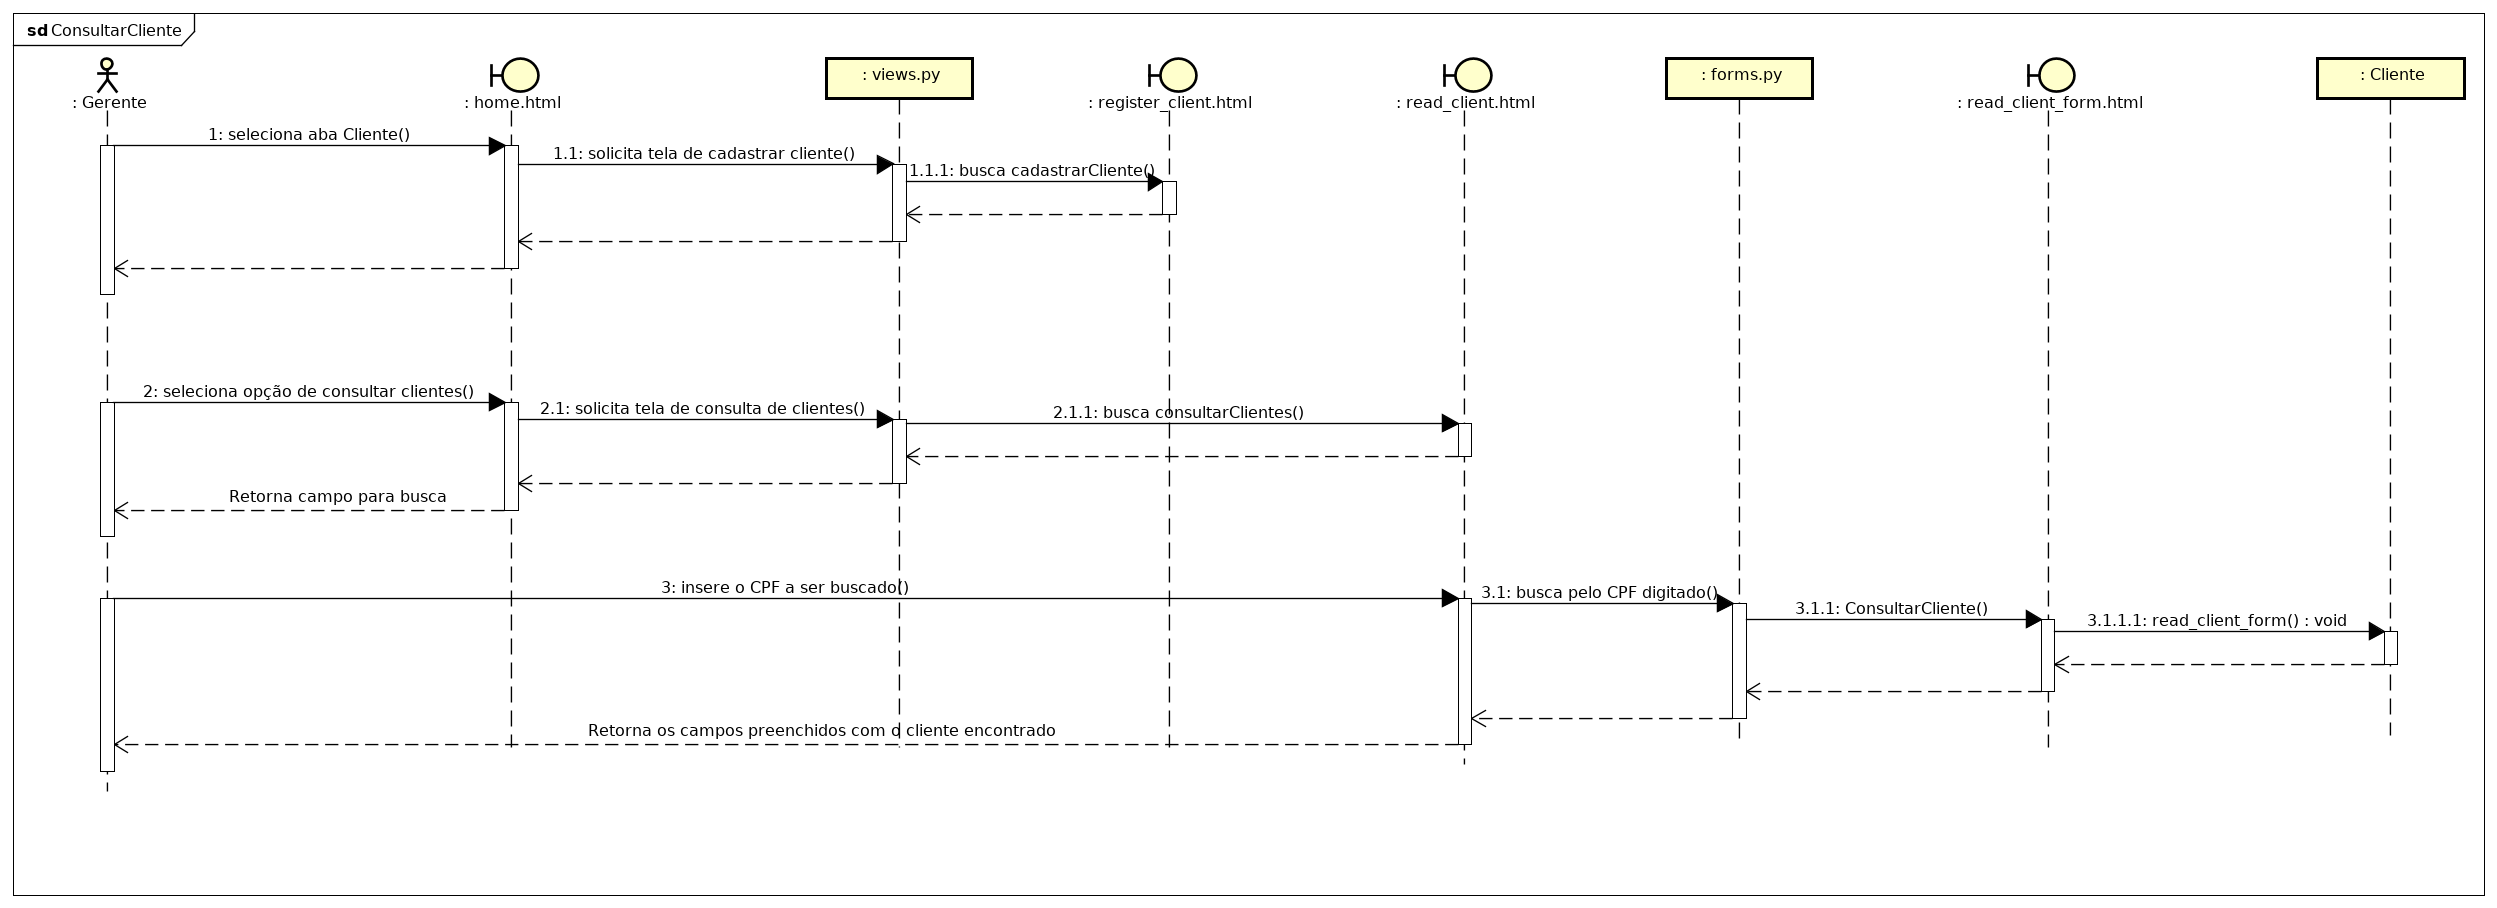 sd ConsultarCliente
: Gerente
: home.html
: views.py
: register_client.html
: read_client.html
: forms.py
: read_client_form.html
: Cliente
1: seleciona aba Cliente()
1.1: solicita tela de cadastrar cliente()
1.1.1: busca cadastrarCliente()
2: seleciona opção de consultar clientes()
2.1: solicita tela de consulta de clientes()
2.1.1: busca consultarClientes()
Retorna campo para busca
3: insere o CPF a ser buscado()
3.1: busca pelo CPF digitado()
3.1.1: ConsultarCliente()
3.1.1.1: read_client_form() : void
Retorna os campos preenchidos com o cliente encontrado